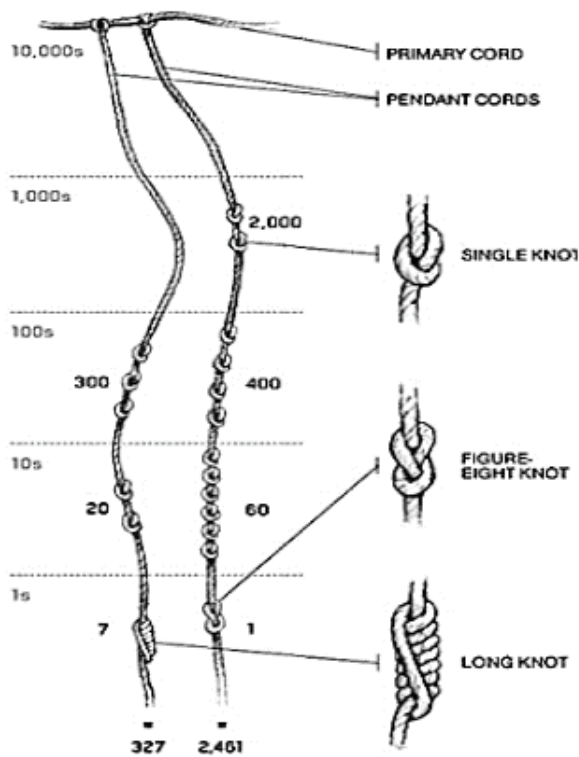 10,000s
PRIMARY CORD
PENDANT CORDS
1,000s
2,000
SINGLE KNOT
100s
300
400
10s
FIGURE-
EIGHT KNOT
20
60
1s
7
1
LONG KNOT
327
2,461